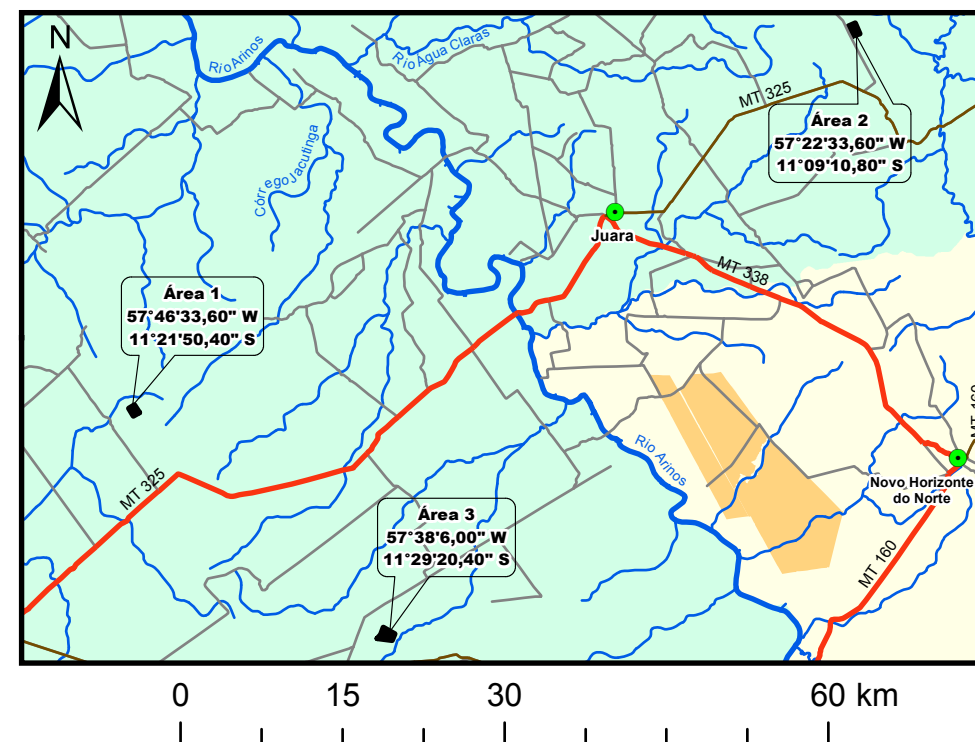 N
Rio Arinos
Rio Agua Claras
MT 325
Área 2
57°22'33,60" W
11°09'10,80" S
Córrego Jacutinga
Juara
MT 338
Área 1
57°46'33,60" W
11°21'50,40" S
MT 160
Rio Arinos
MT 325
Novo Horizonte
do Norte
Área 3
57°38'6,00" W
11°29'20,40" S
MT 160
0 15 30 60 km